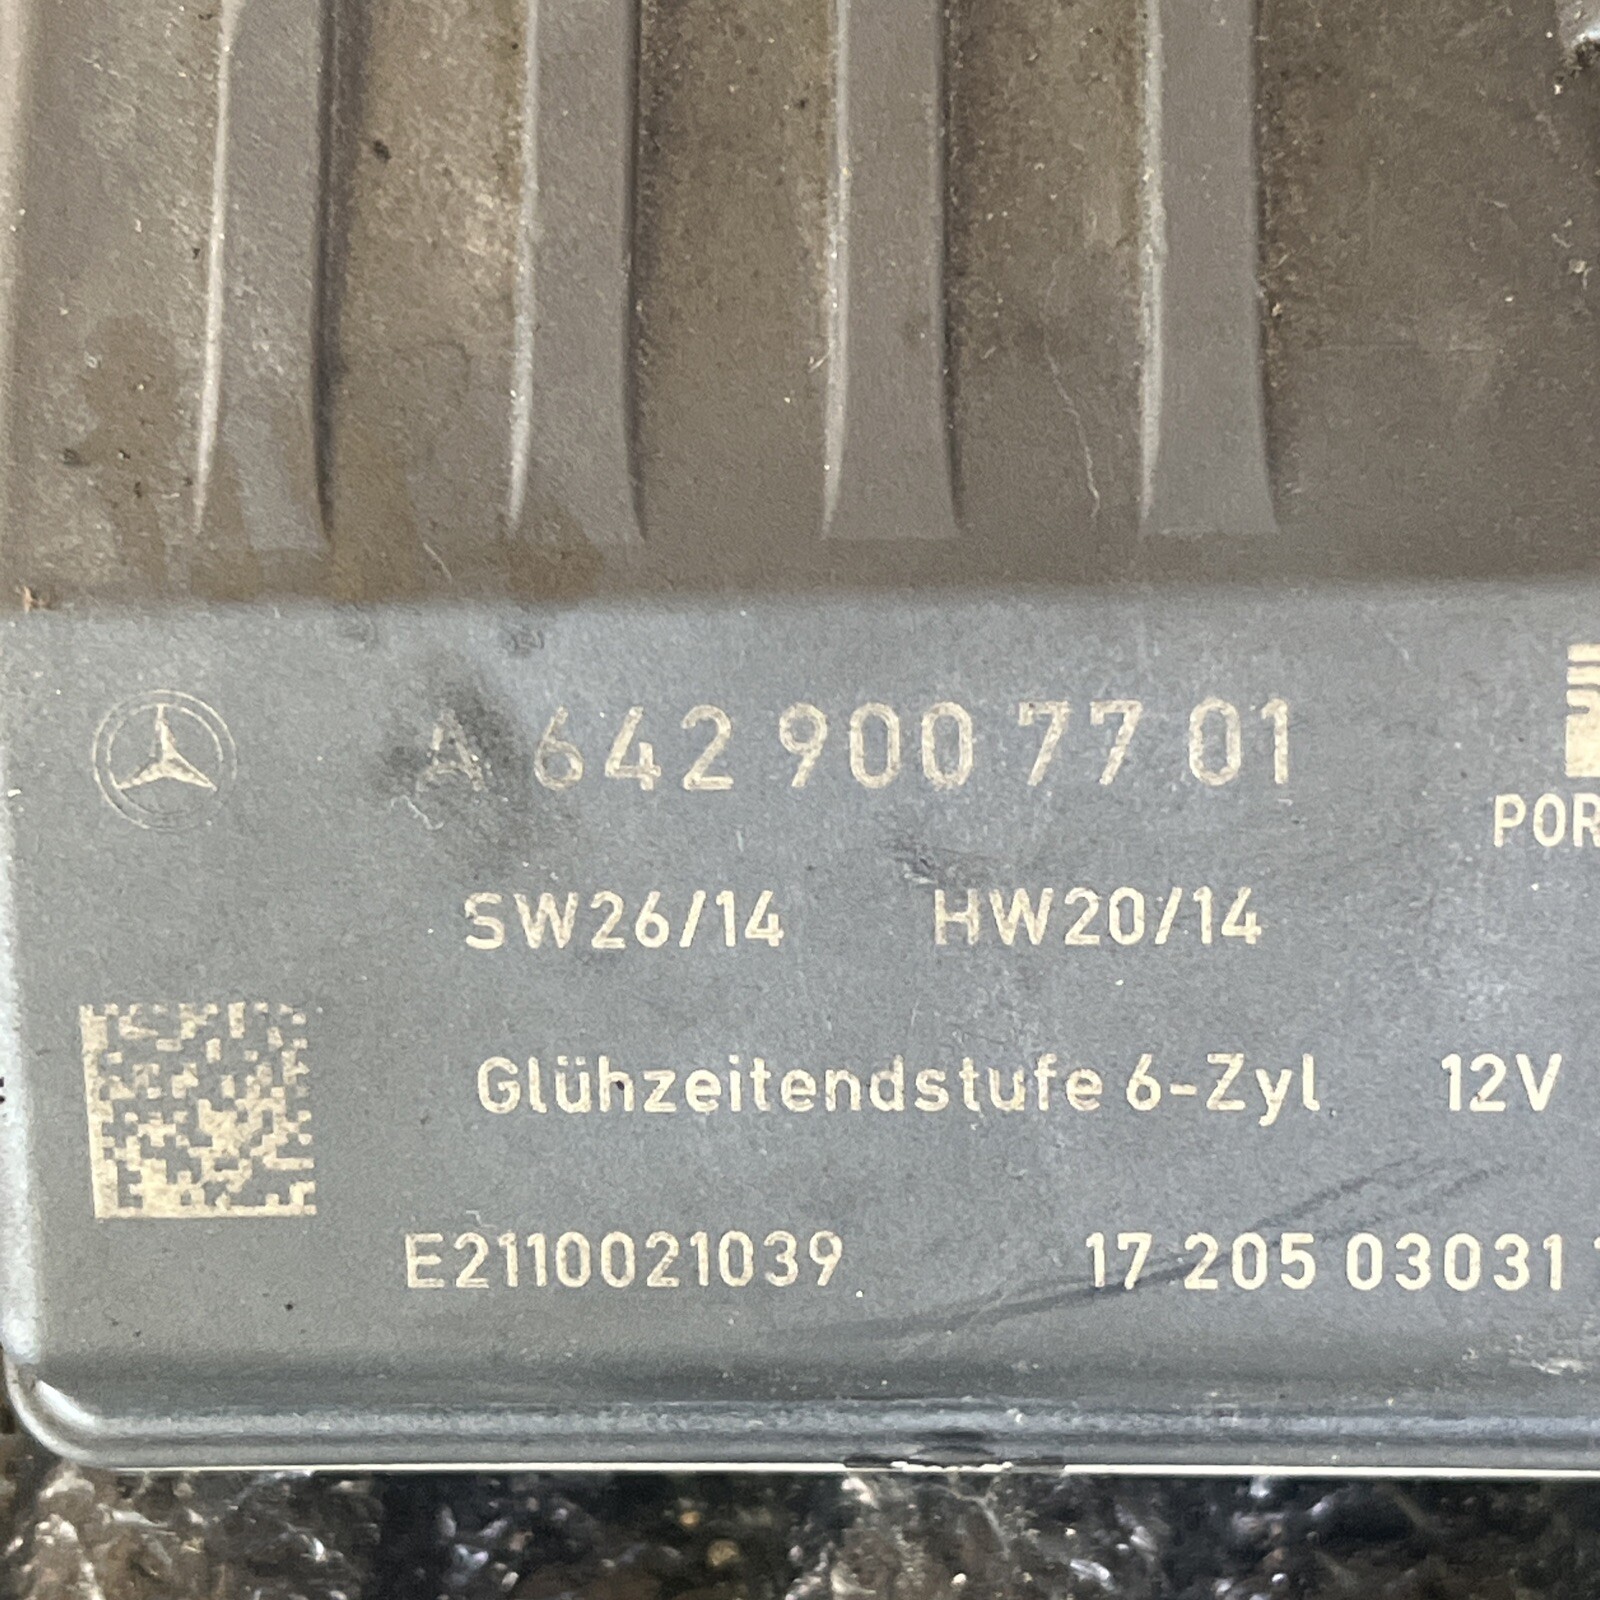 A 642 900 77 01
POR
SW26/14 HW20/14
Glühzeitendstufe 6-Zyl 12V
E2110021039 17 205 03031